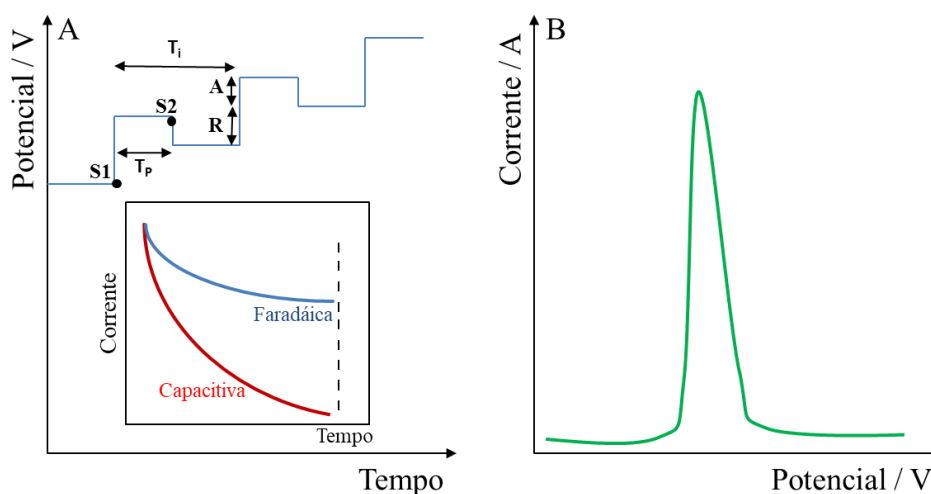 A
Potencial / V
Tᵢ
A
S2
R
S1
Tₚ
Corrente
Faradáica
Capacitiva
Tempo
Tempo
B
Corrente / A
Potencial / V